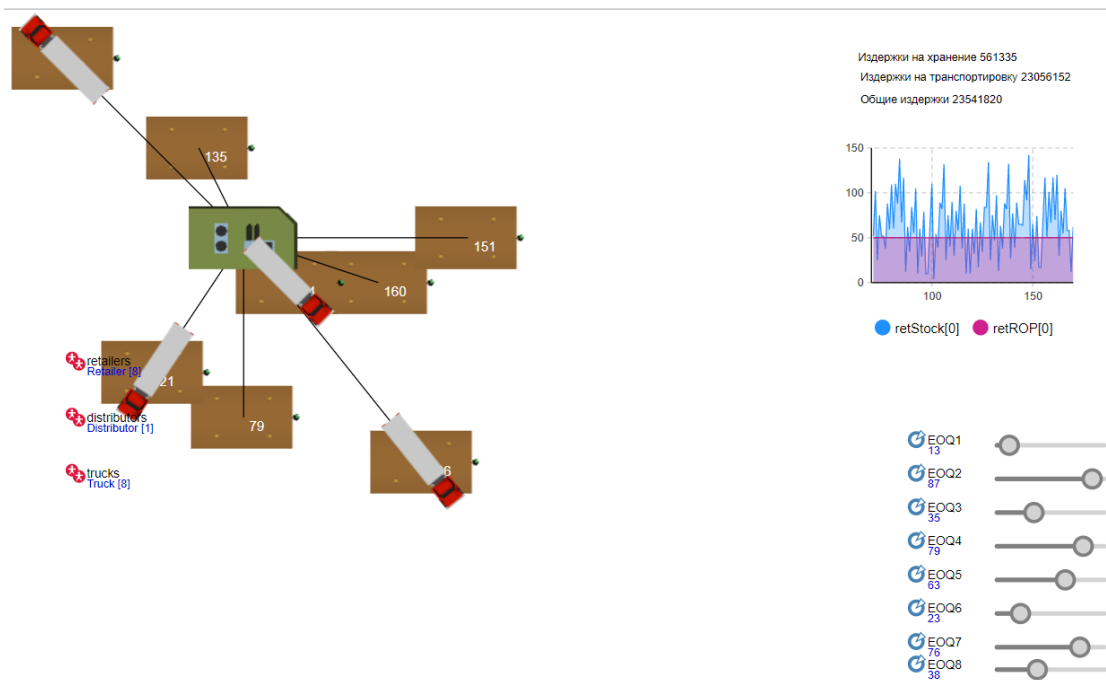 Издержки на хранение 561335
Издержки на транспортировку 23056152
Общие издержки 23541820
135
151
160
21
79
6
retailers
Retailer [8]
distributors
Distributor [1]
trucks
Truck [8]
150
100
50
0
100
150
retStock[0]
retROP[0]
EOQ1
13
EOQ2
87
EOQ3
35
EOQ4
79
EOQ5
63
EOQ6
23
EOQ7
76
EOQ8
38